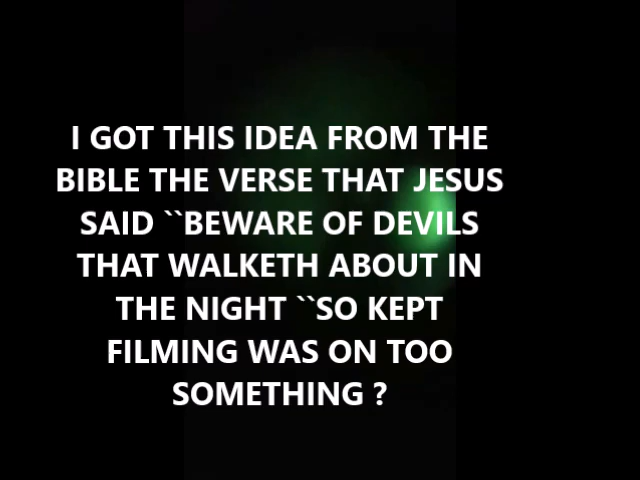 I GOT THIS IDEA FROM THE
BIBLE THE VERSE THAT JESUS
SAID ``BEWARE OF DEVILS
THAT WALKETH ABOUT IN
THE NIGHT ``SO KEPT
FILMING WAS ON TOO
SOMETHING ?